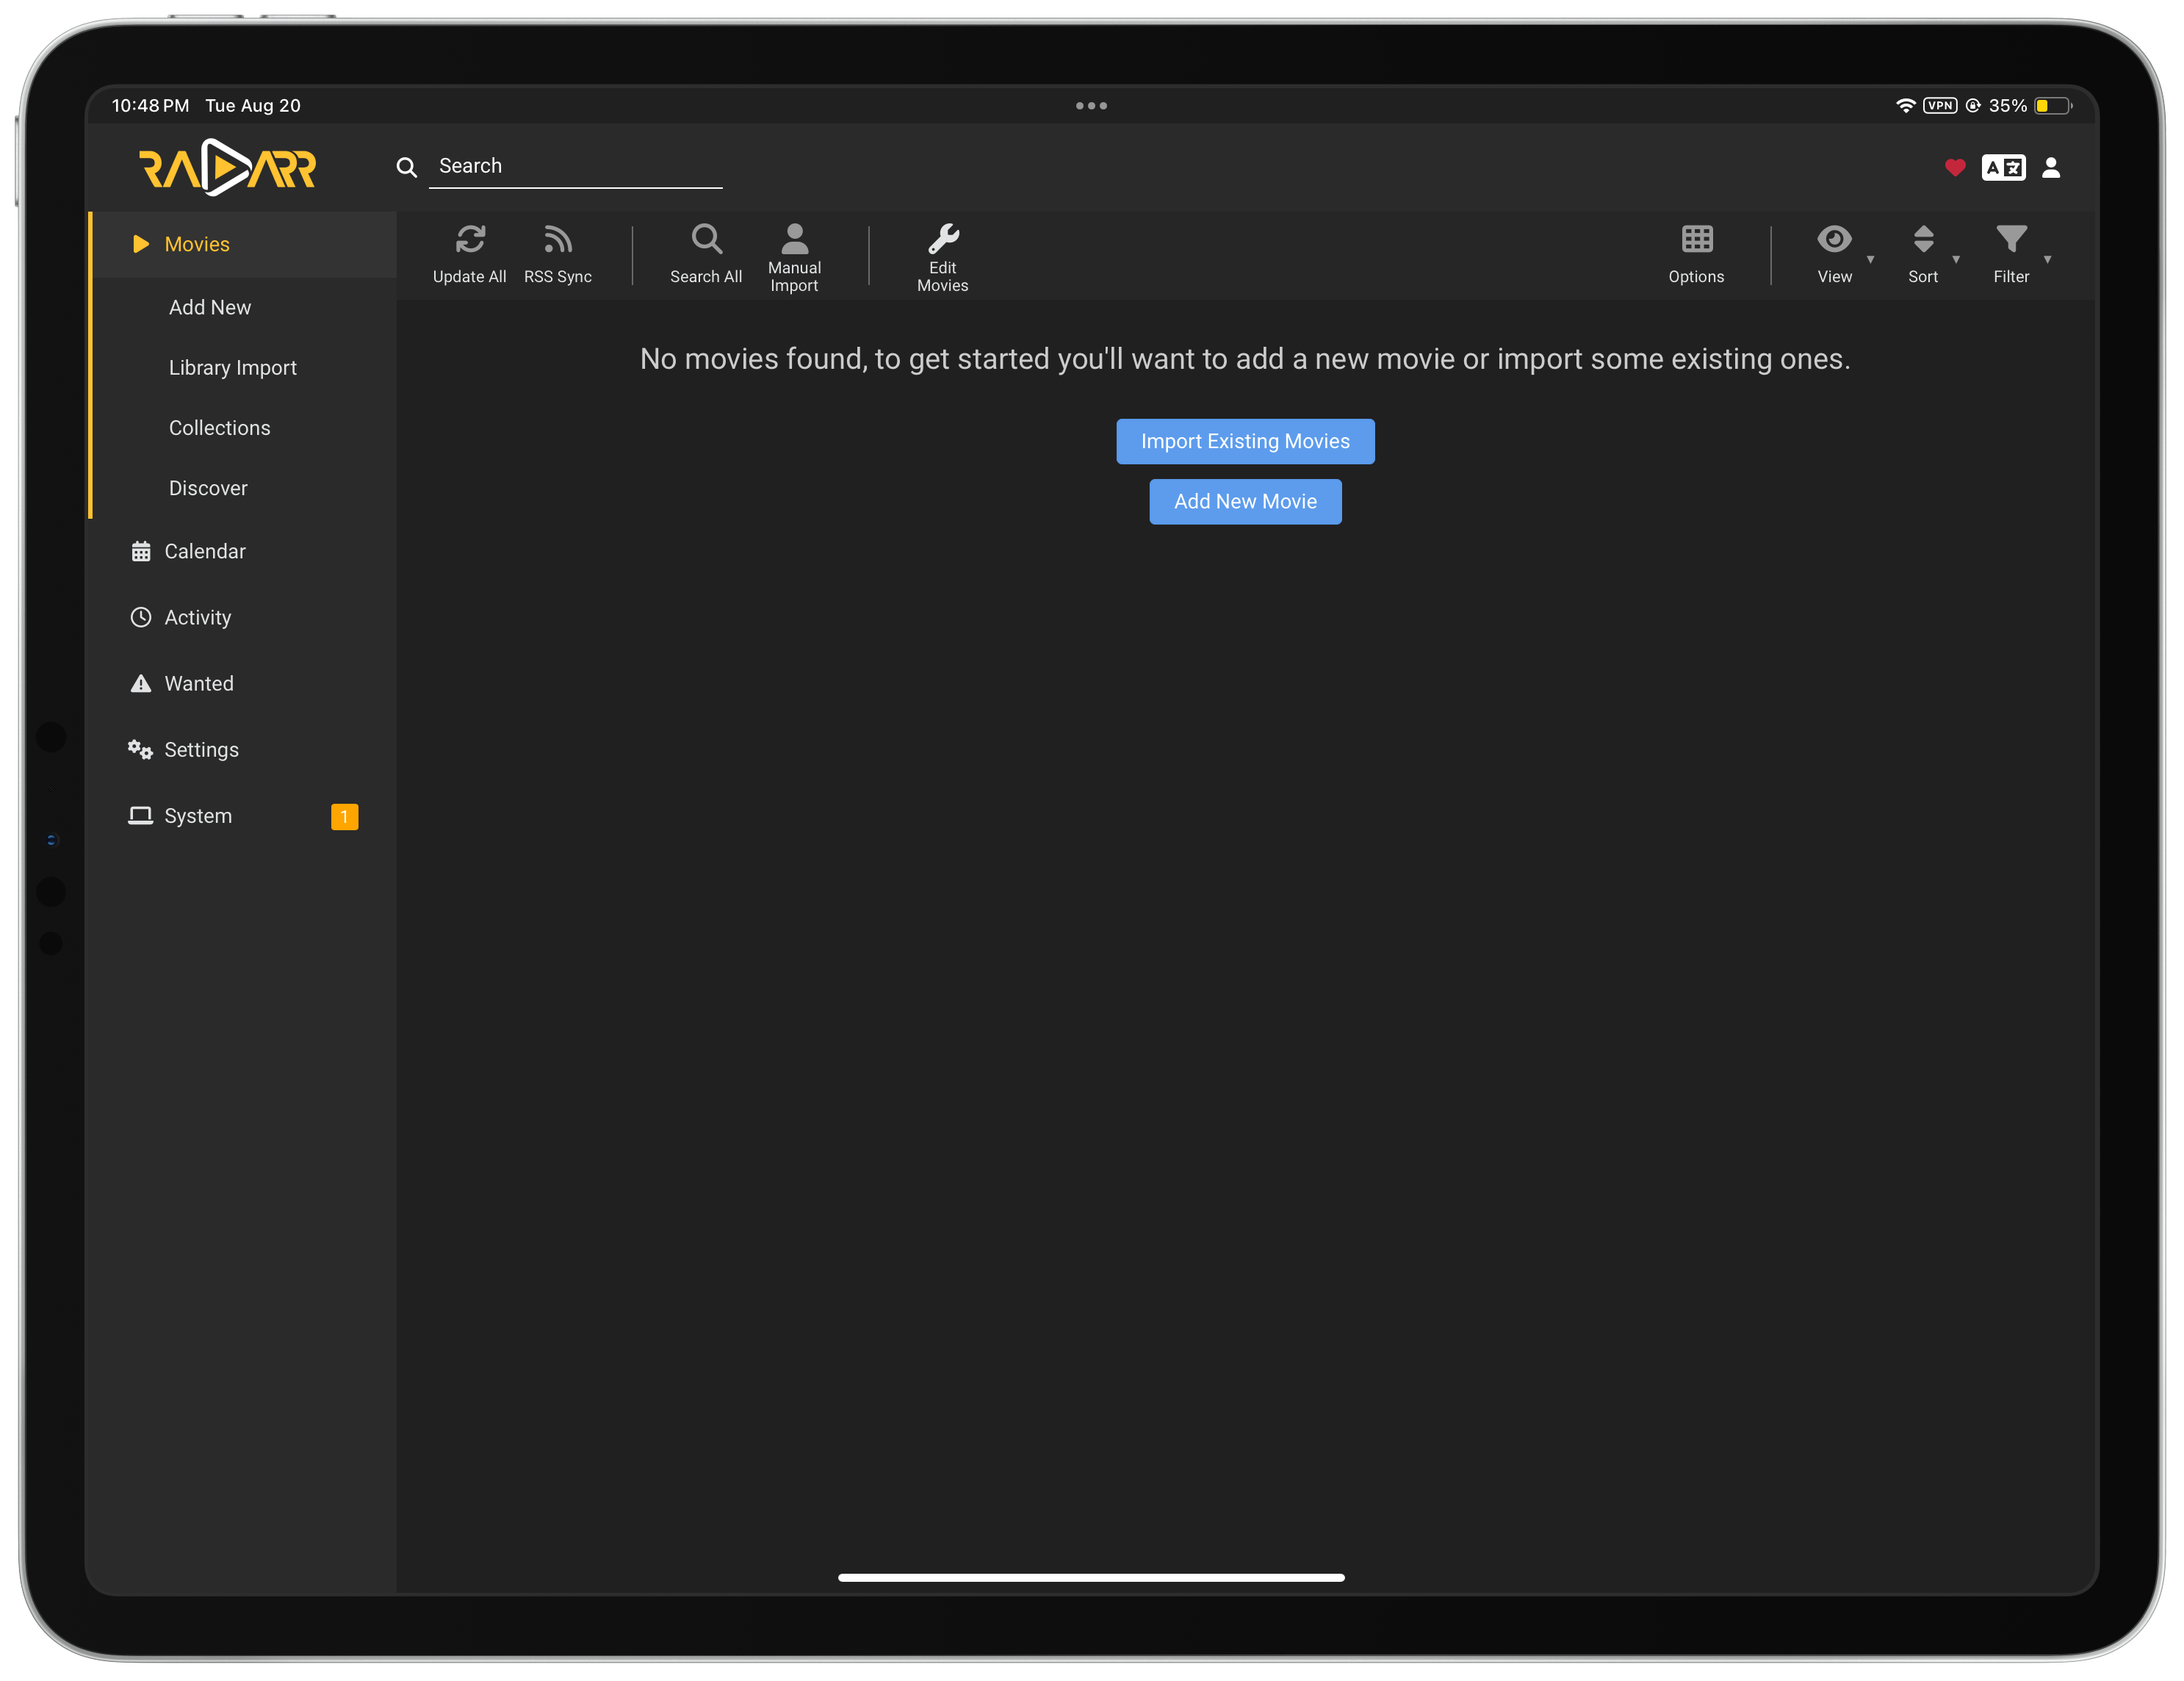 10:48 PM Tue Aug 20
VPN 35%
RADARR
Search
A 文
Movies
Add New
Library Import
Collections
Discover
Calendar
Activity
Wanted
Settings
System 1
Update All
RSS Sync
Search All
Manual
Import
Edit
Movies
Options
View
Sort
Filter
No movies found, to get started you'll want to add a new movie or import some existing ones.
Import Existing Movies
Add New Movie